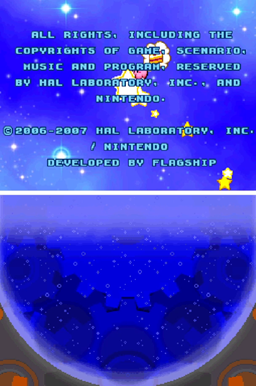 ALL RIGHTS, INCLUDING THE
COPYRIGHTS OF GAME, SCENARIO,
MUSIC AND PROGRAM, RESERVED
BY HAL LABORATORY, INC., AND
NINTENDO.
©2006-2007 HAL LABORATORY, INC.
/ NINTENDO
DEVELOPED BY FLAGSHIP